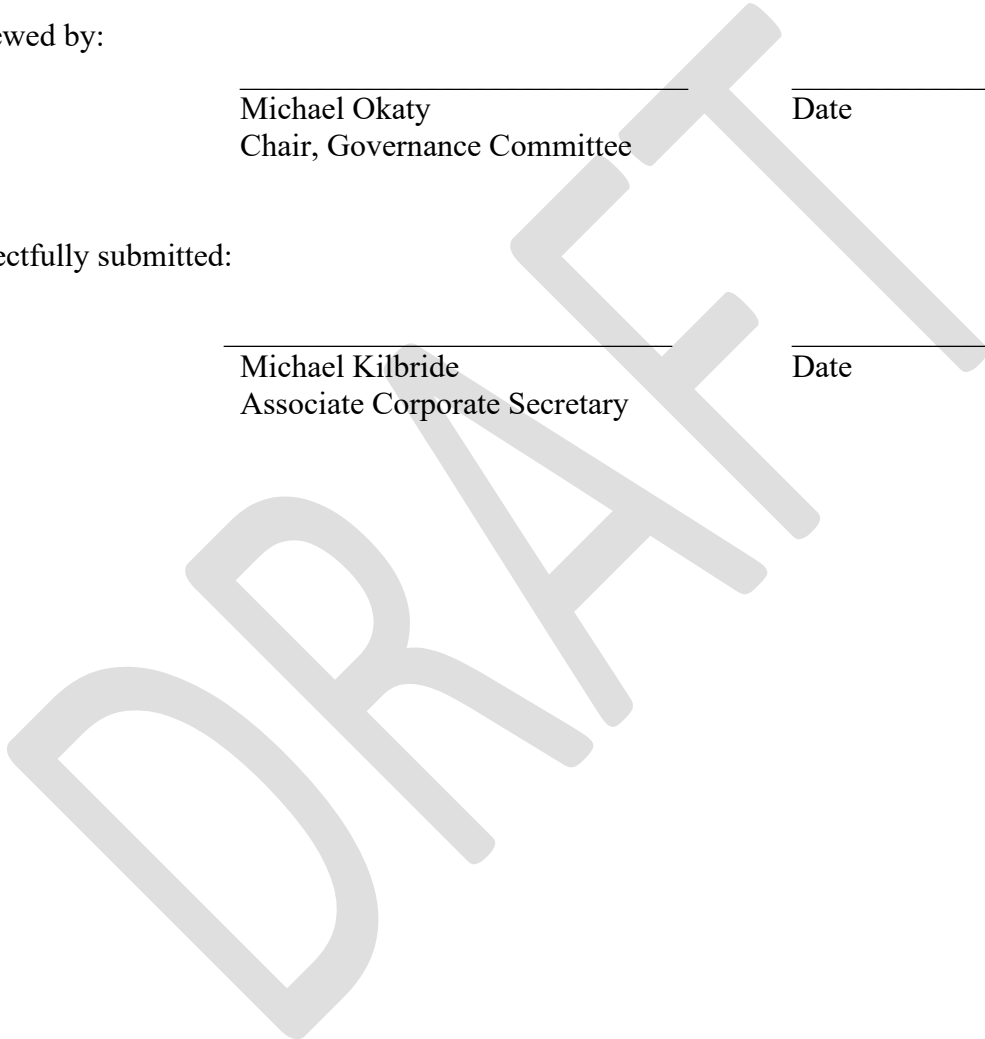 ewed by:
Michael Okaty Date
Chair, Governance Committee
ectfully submitted:
Michael Kilbride Date
Associate Corporate Secretary
DRAFT